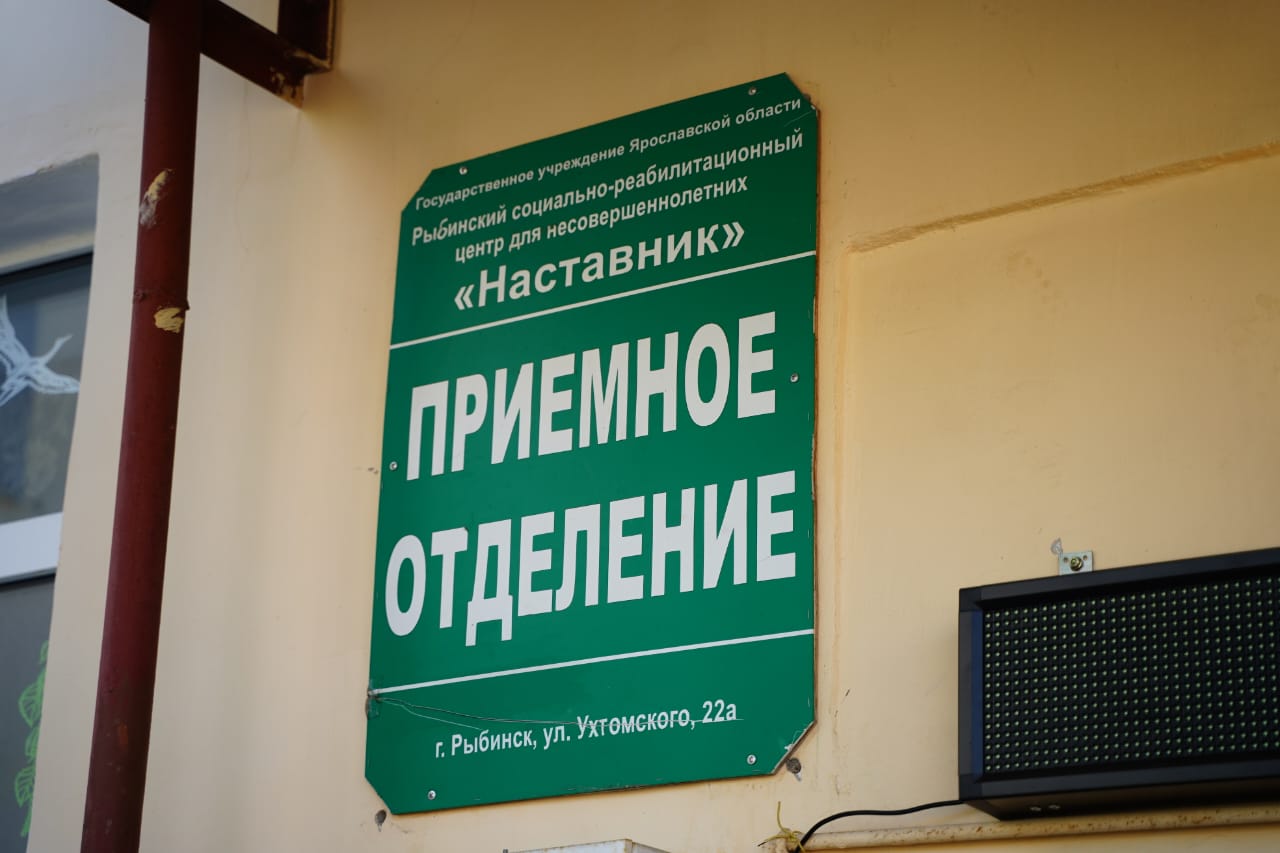 Государственное учреждение Ярославской области
Рыбинский социально-реабилитационный
центр для несовершеннолетних
«Наставник»
ПРИЕМНОЕ
ОТДЕЛЕНИЕ
г. Рыбинск, ул. Ухтомского, 22а